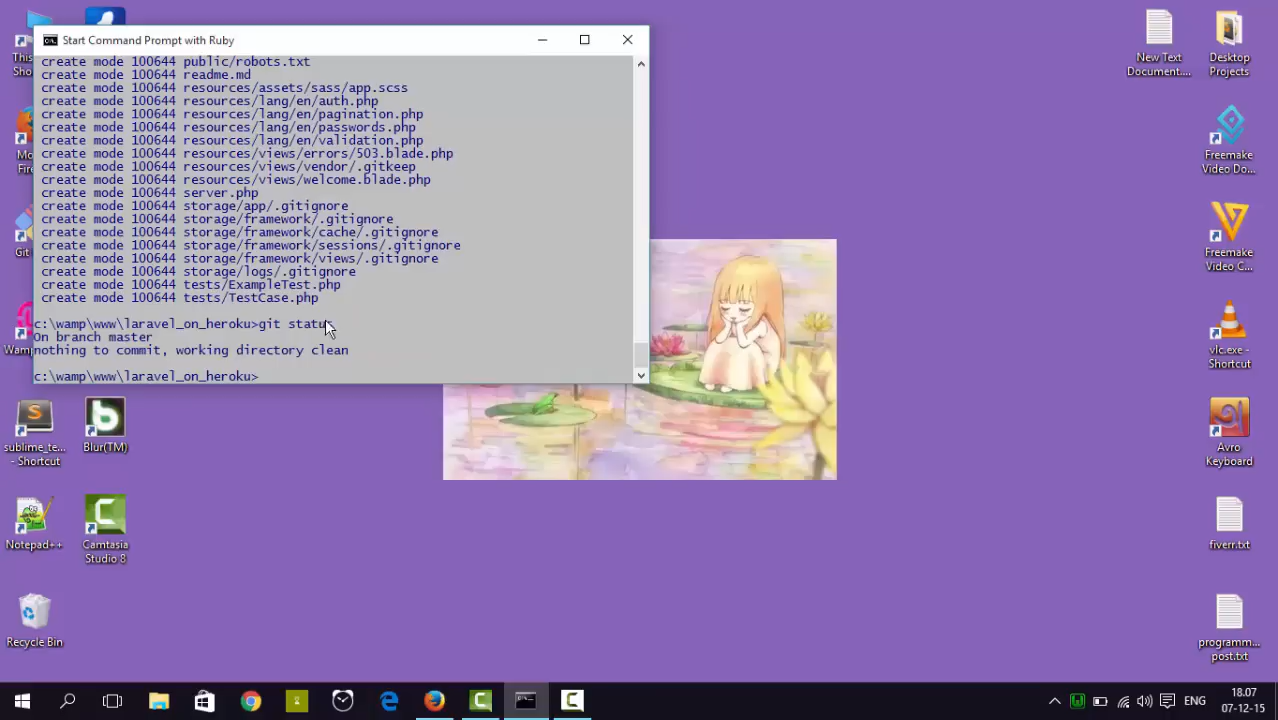 Start Command Prompt with Ruby
create mode 100644 public/robots.txt
create mode 100644 readme.md
create mode 100644 resources/assets/sass/app.scss
create mode 100644 resources/lang/en/auth.php
create mode 100644 resources/lang/en/pagination.php
create mode 100644 resources/lang/en/passwords.php
create mode 100644 resources/lang/en/validation.php
create mode 100644 resources/views/errors/503.blade.php
create mode 100644 resources/views/vendor/.gitkeep
create mode 100644 resources/views/welcome.blade.php
create mode 100644 server.php
create mode 100644 storage/app/.gitignore
create mode 100644 storage/framework/.gitignore
create mode 100644 storage/framework/cache/.gitignore
create mode 100644 storage/framework/sessions/.gitignore
create mode 100644 storage/framework/views/.gitignore
create mode 100644 storage/logs/.gitignore
create mode 100644 tests/ExampleTest.php
create mode 100644 tests/TestCase.php
c:\wamp\www\laravel_on_heroku>git status
On branch master
nothing to commit, working directory clean
c:\wamp\www\laravel_on_heroku>
This
Sho
Mo
Fire
Git
Wamp
sublime_te...
- Shortcut
Blur(TM)
Notepad++
Camtasia
Studio 8
Recycle Bin
New Text
Document....
Desktop
Projects
Freemake
Video Do...
Freemake
Video C...
vlc.exe -
Shortcut
Avro
Keyboard
fiverr.txt
programm...
post.txt
ENG
18.07
07-12-15